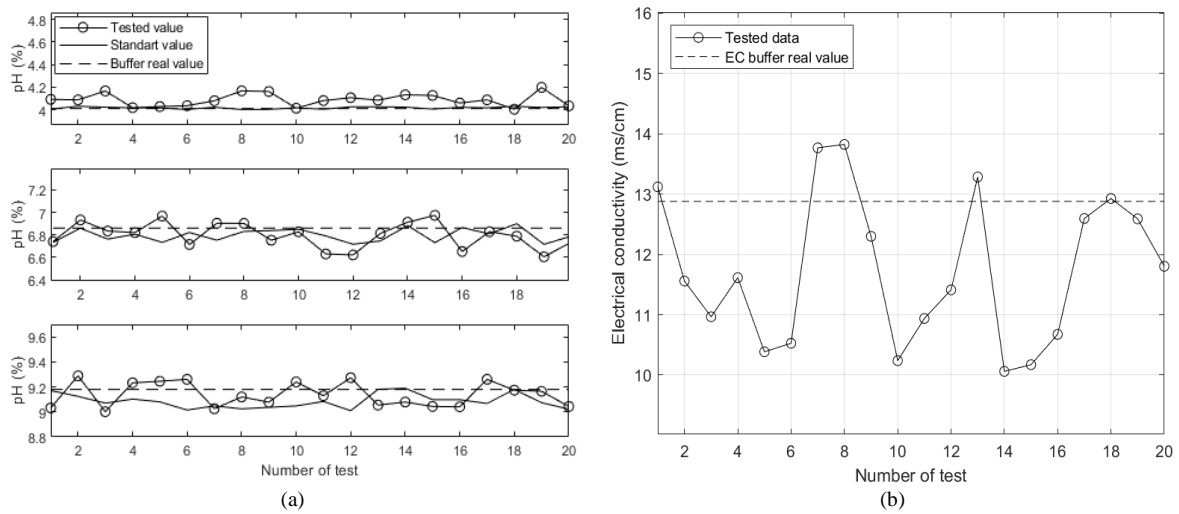 Tested value
Standart value
Buffer real value
pH (%)
4.8
4.6
4.4
4.2
4
2 4 6 8 10 12 14 16 18 20
pH (%)
7.2
7
6.8
6.6
6.4
2 4 6 8 10 12 14 16 18
pH (%)
9.6
9.4
9.2
9
8.8
2 4 6 8 10 12 14 16 18 20
Number of test
(a)
Tested data
EC buffer real value
Electrical conductivity (ms/cm)
16
15
14
13
12
11
10
2 4 6 8 10 12 14 16 18 20
Number of test
(b)